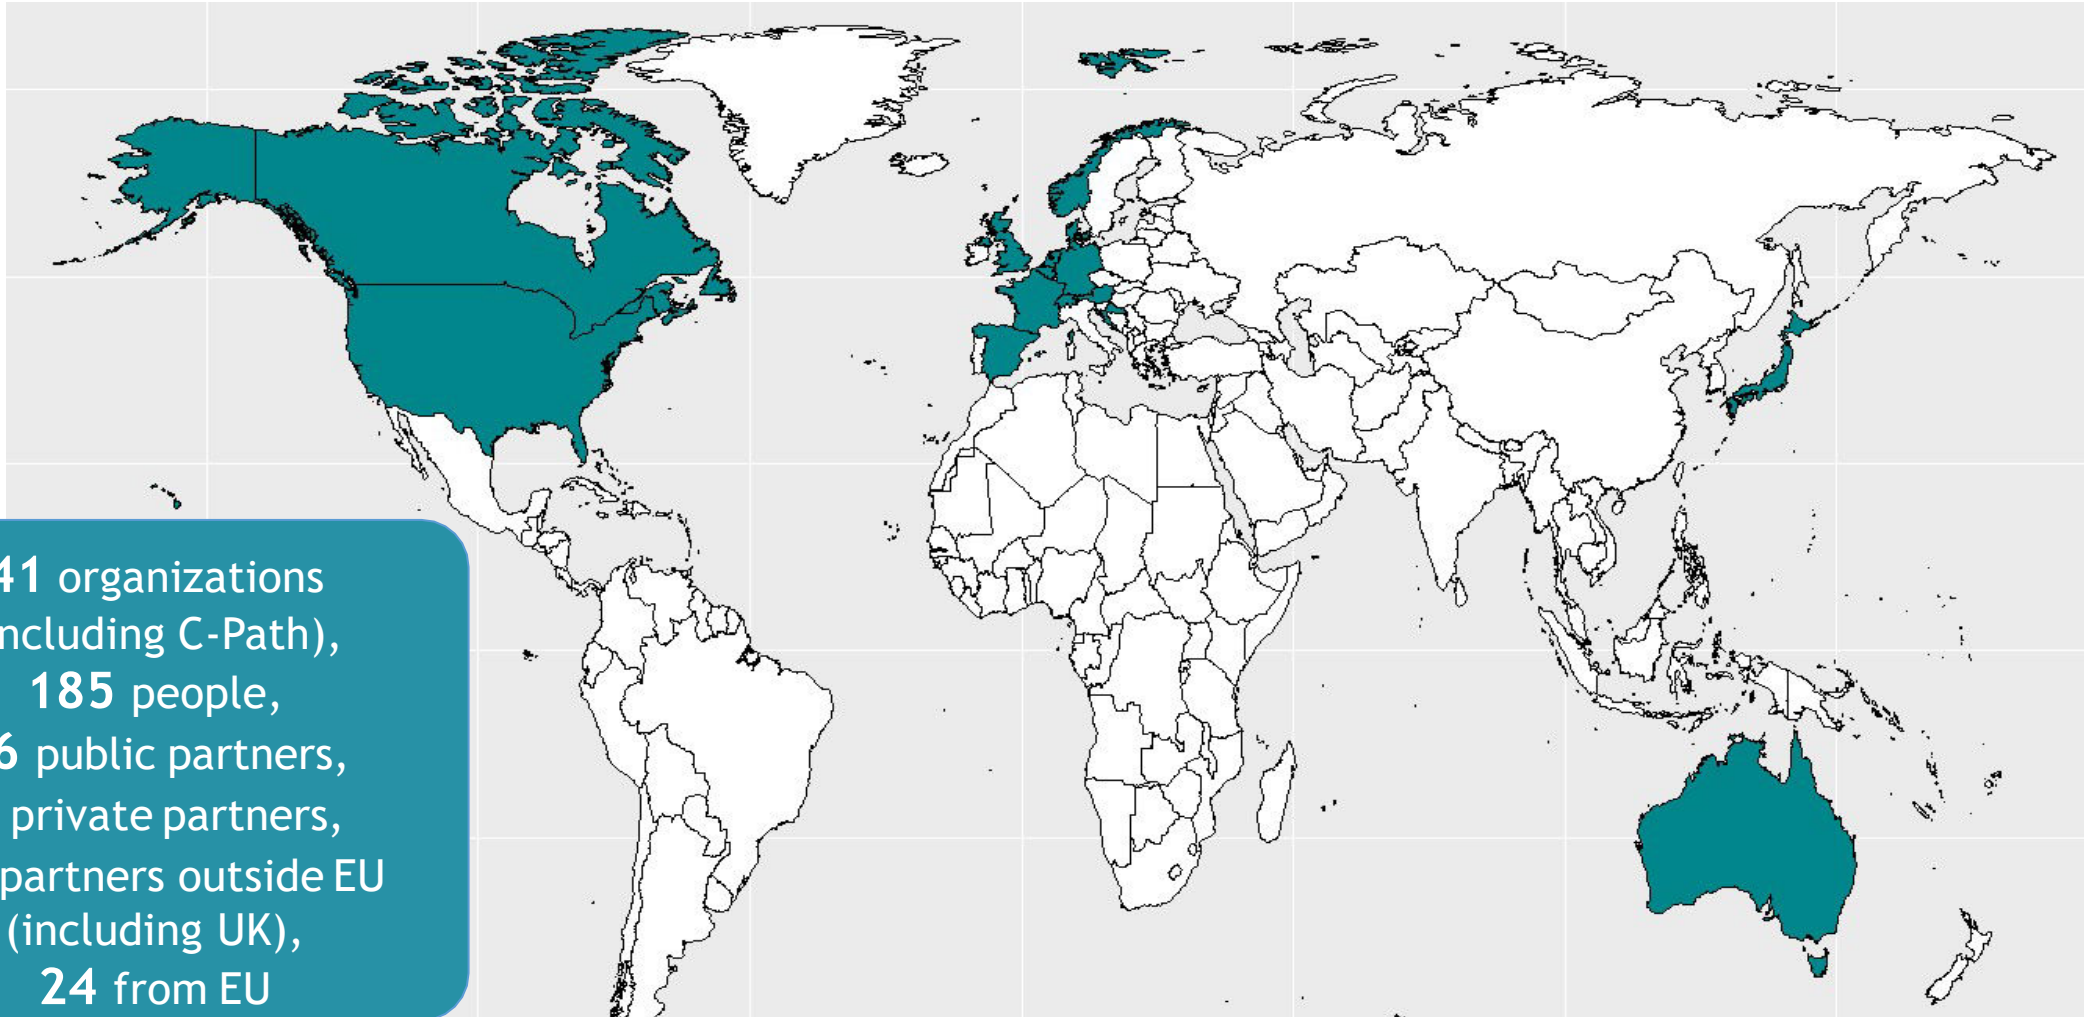 41 organizations
ncluding C-Path),
185 people,
6 public partners,
private partners,
partners outside EU
(including UK),
24 from EU